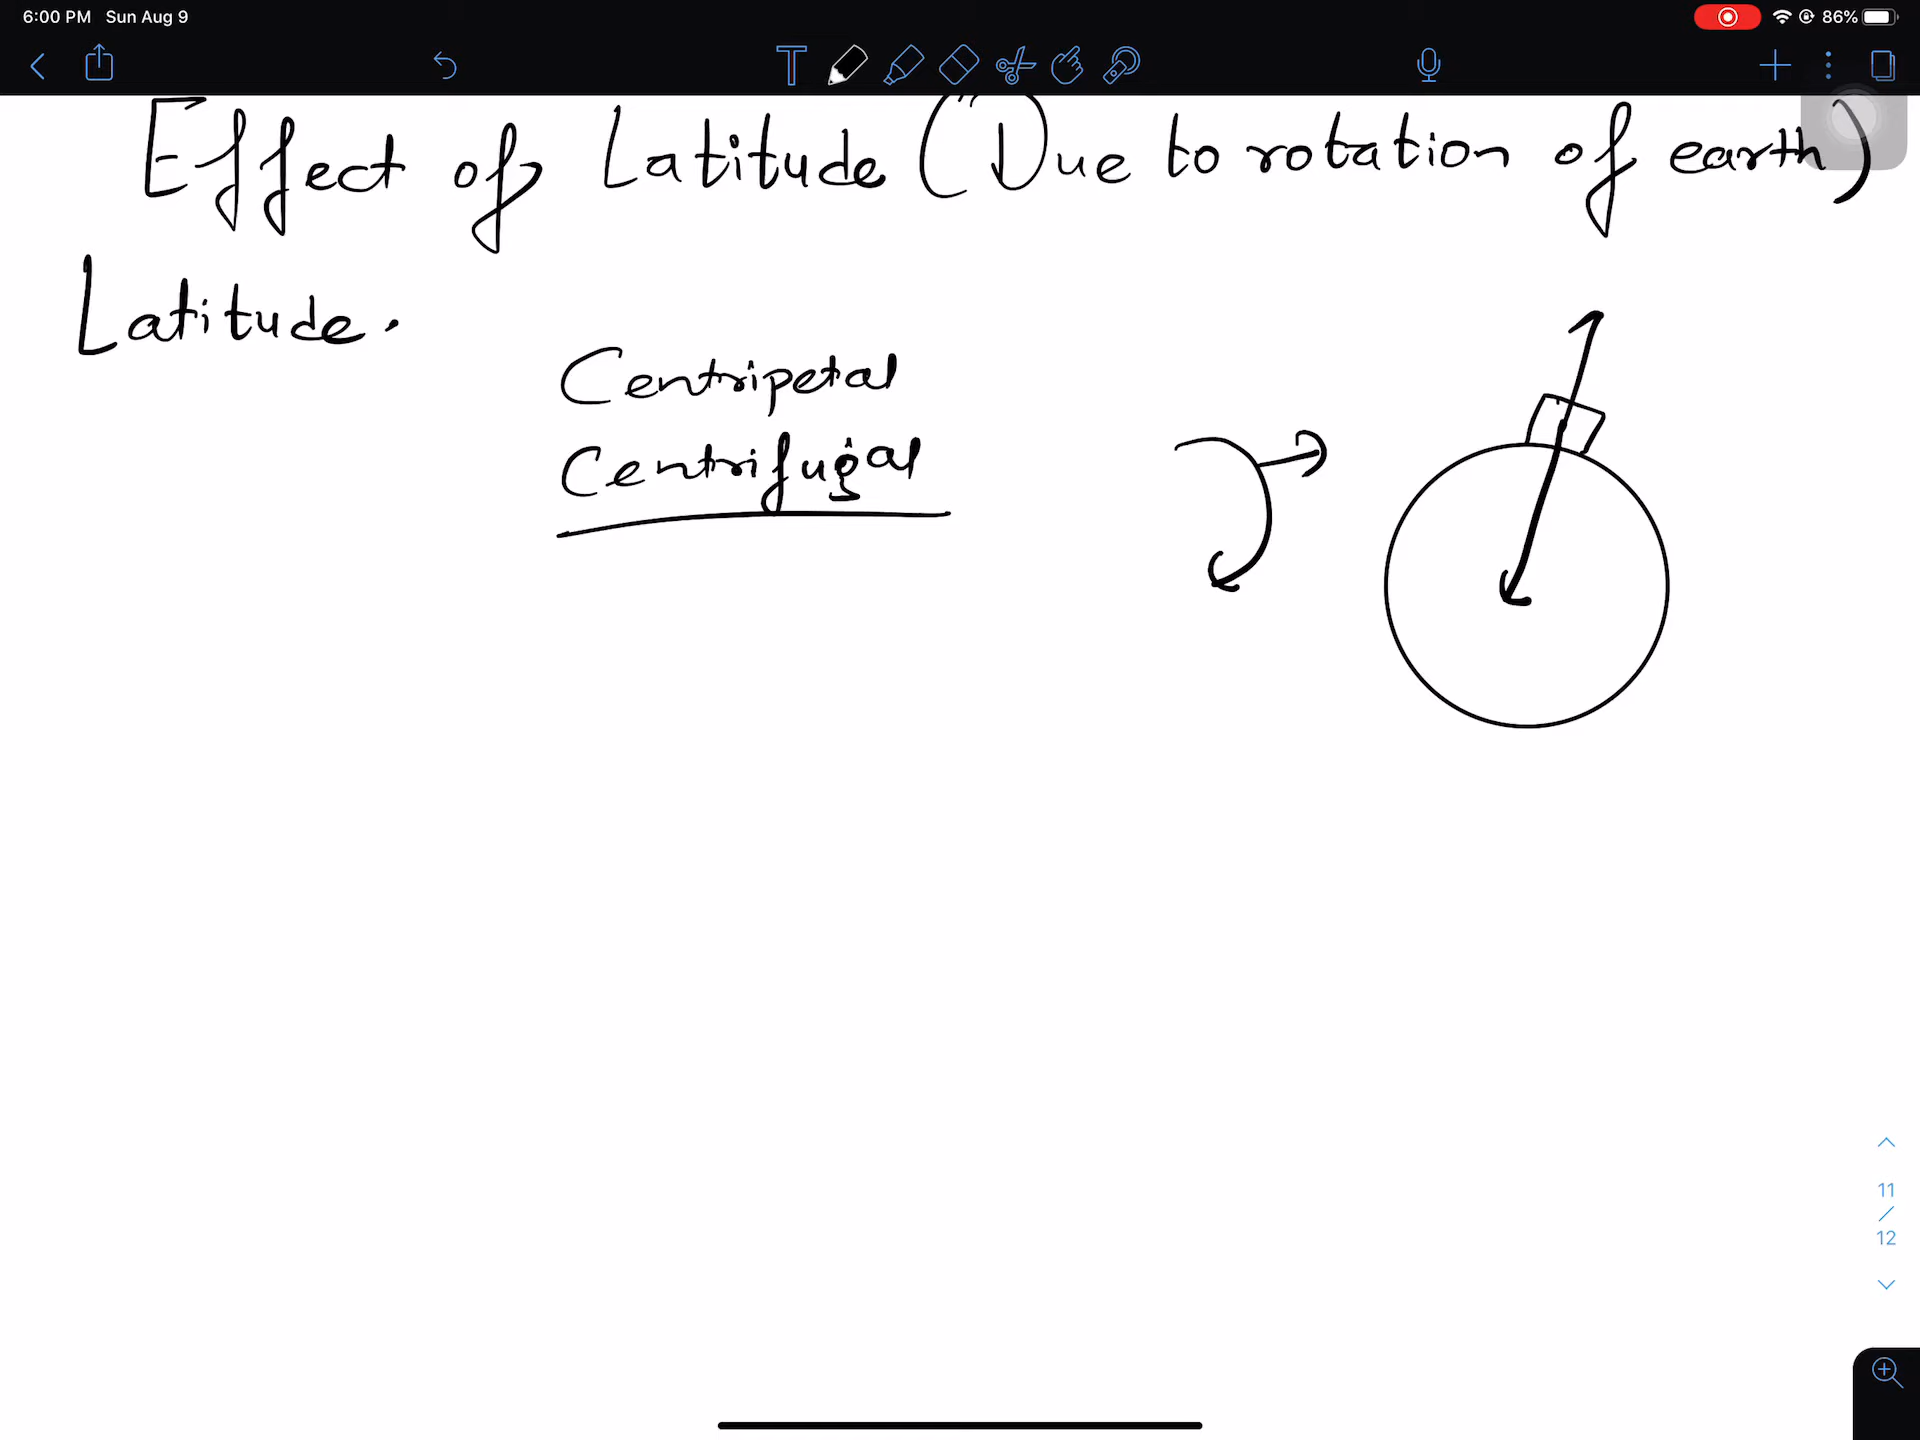 6:00 PM Sun Aug 9
86%
Effect of Latitude (Due to rotation of earth)
Latitude.
Centripetal
Centrifugal
11
/
12